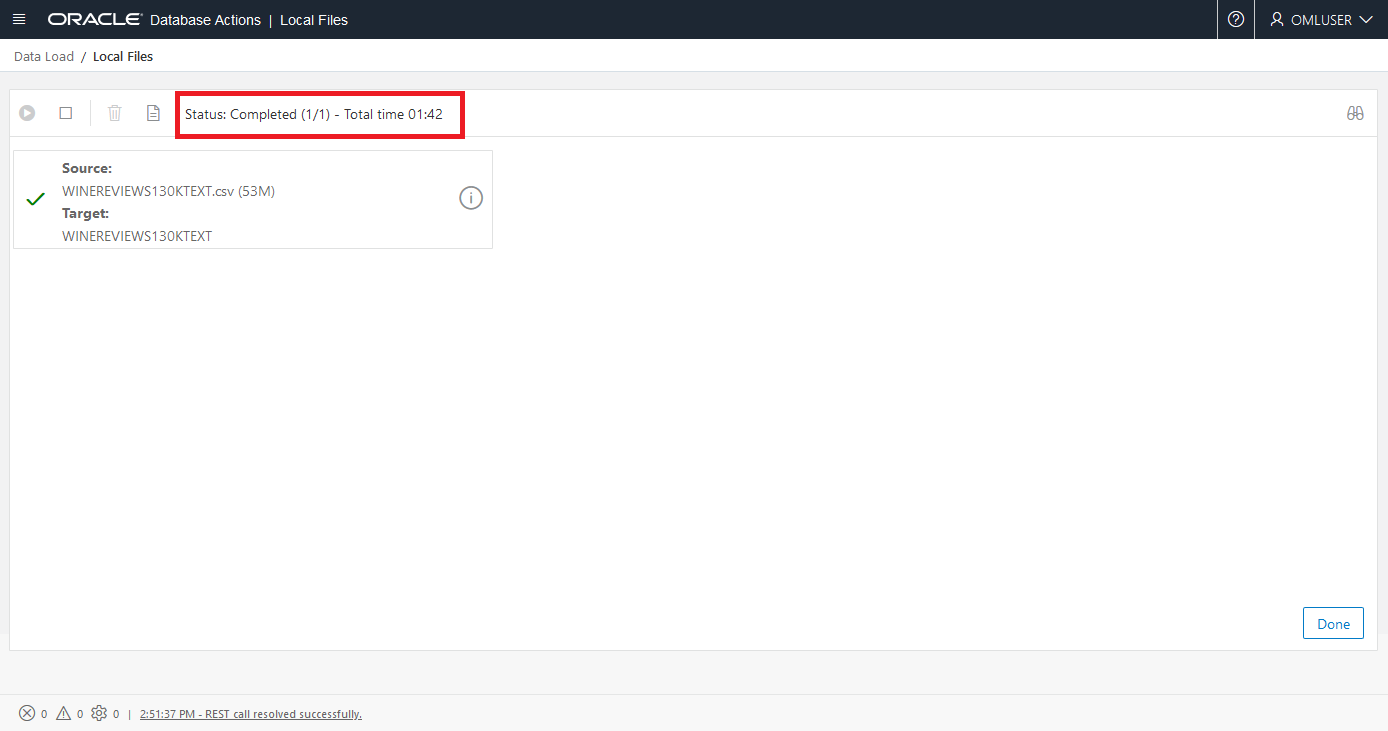 ORACLE Database Actions | Local Files
OMLUSER
Data Load / Local Files
Status: Completed (1/1) - Total time 01:42
Source:
WINEREVIEWS130KTEXT.csv (53M)
Target:
WINEREVIEWS130KTEXT
Done
0 0 0 | 2:51:37 PM - REST call resolved successfully.